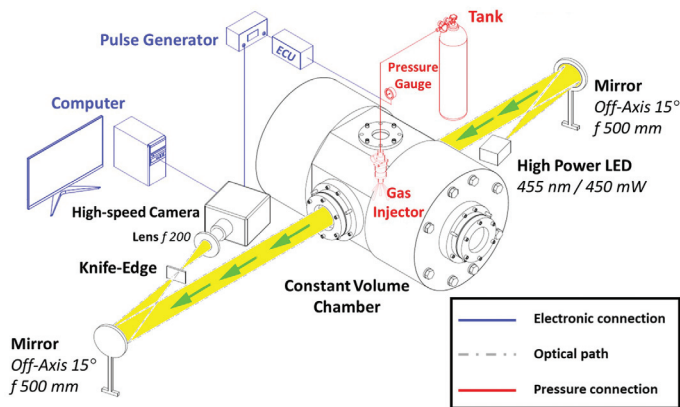 Tank
Pulse Generator
ECU
Pressure
Gauge
Computer
Mirror
Off-Axis 15°
f 500 mm
High Power LED
455 nm / 450 mW
Gas
Injector
High-speed Camera
Lens f 200
Knife-Edge
Constant Volume
Chamber
Mirror
Off-Axis 15°
f 500 mm
Electronic connection
Optical path
Pressure connection